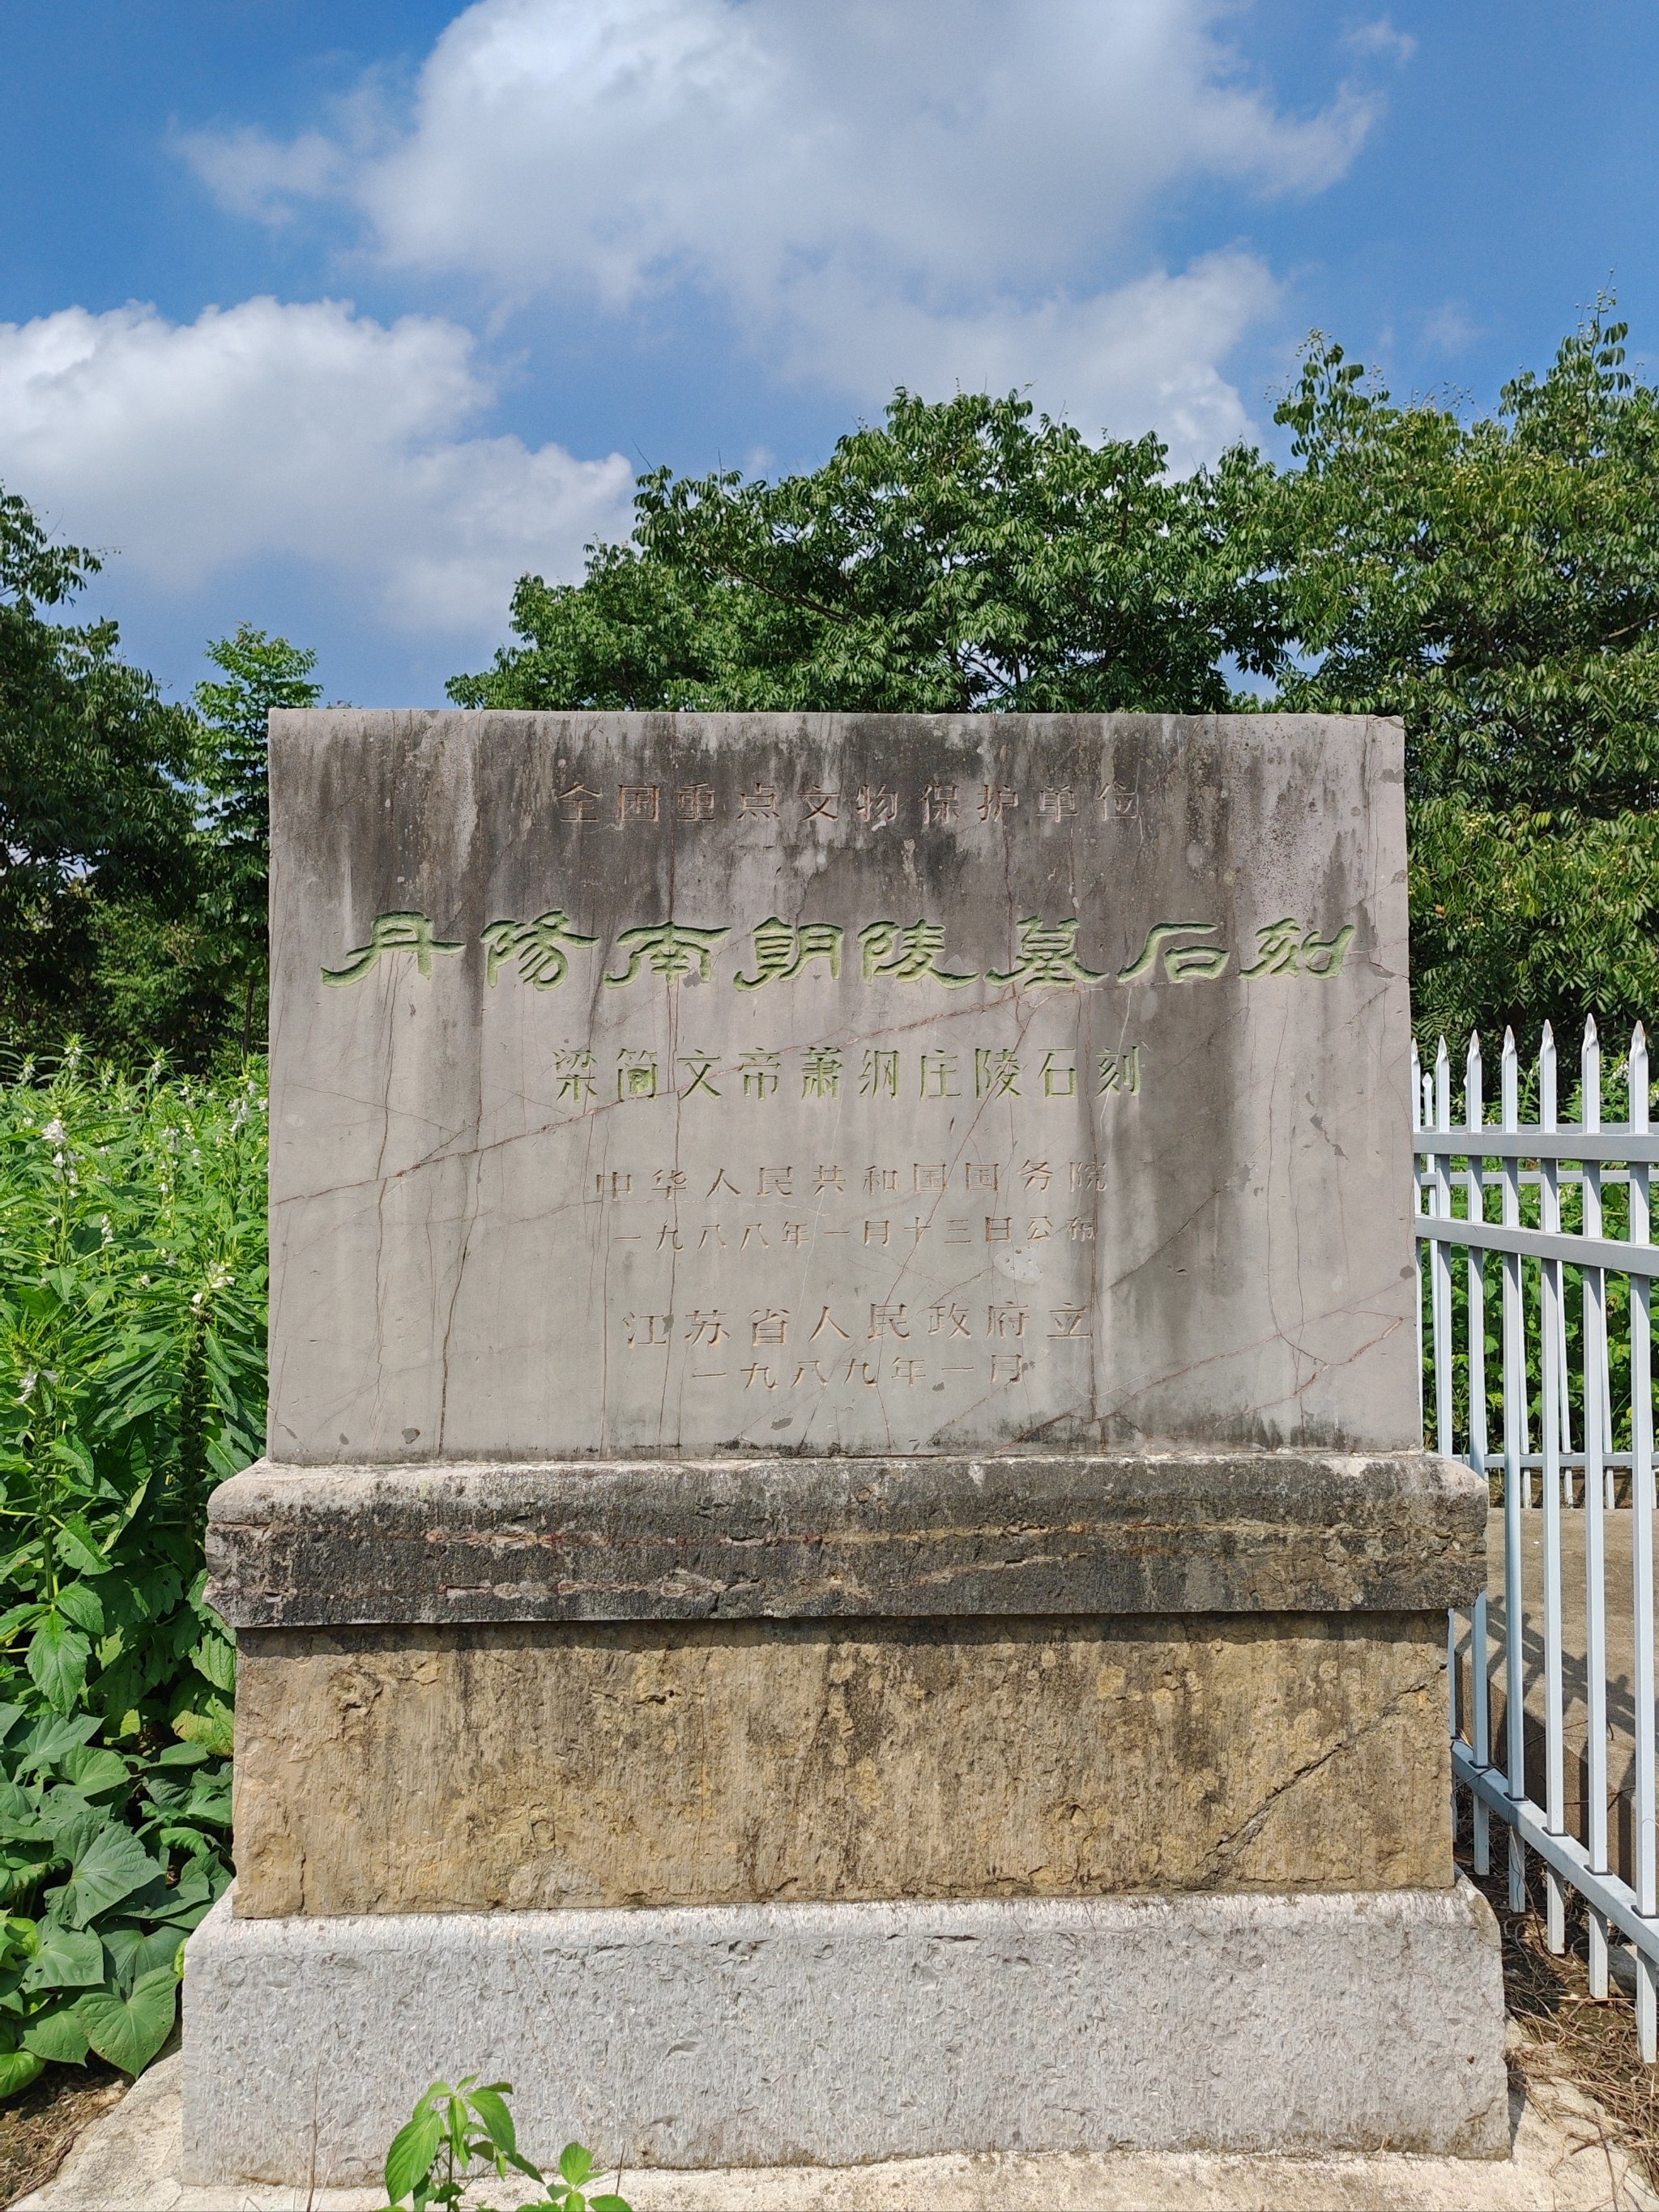 全国重点文物保护单位
丹陽南朝陵墓石刻
梁简文帝萧纲庄陵石刻
中华人民共和国国务院
一九八八年一月十三日公布
江苏省人民政府立
一九八九年一月